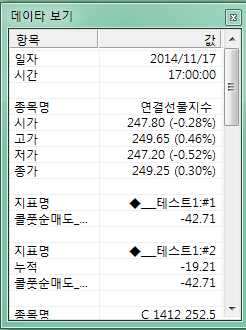 데이타 보기
항목 값
일자 2014/11/17
시간 17:00:00
종목명 연결선물지수
시가 247.80 (-0.28%)
고가 249.65 (0.46%)
저가 247.20 (-0.52%)
종가 249.25 (0.30%)
지표명 ◆__테스트1:#1
콜풋순매도_... -42.71
지표명 ◆__테스트1:#2
누적 -19.21
콜풋순매도_... -42.71
종목명 C 1412 252.5